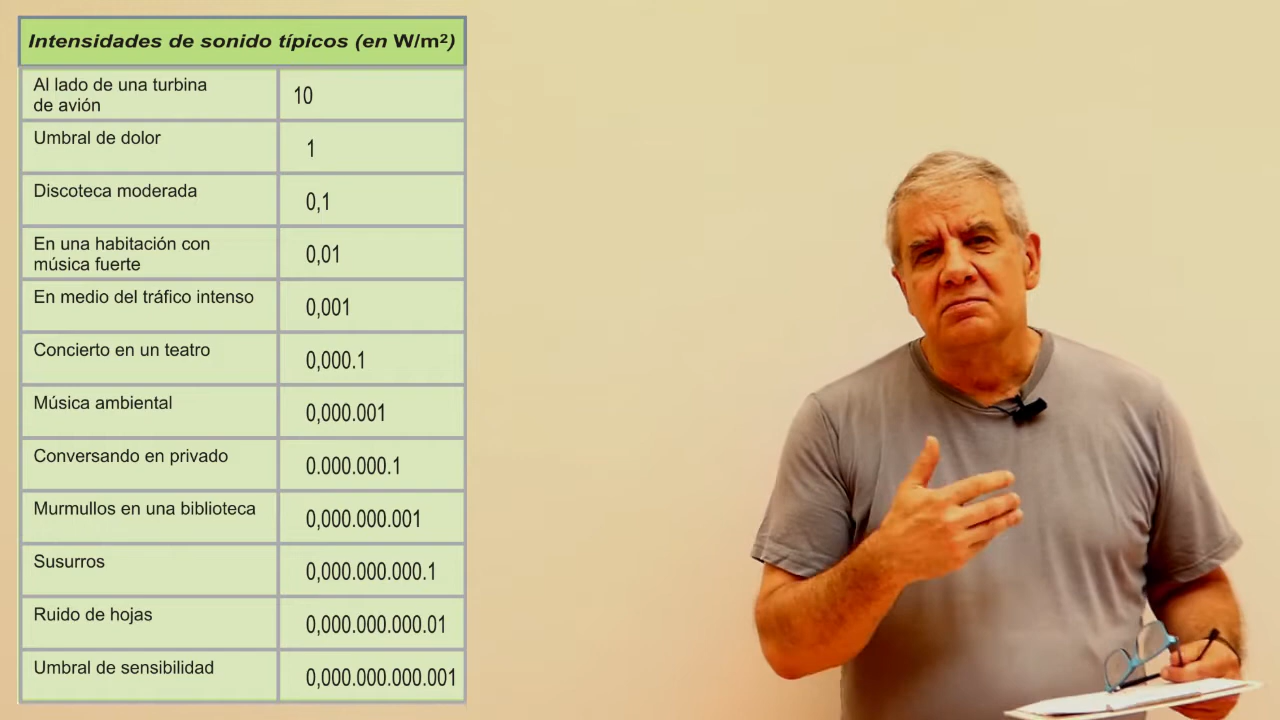 Intensidades de sonido típicos (en W/m²)
Al lado de una turbina
de avión
10
Umbral de dolor
1
Discoteca moderada
0,1
En una habitación con
música fuerte
0,01
En medio del tráfico intenso
0,001
Concierto en un teatro
0,000.1
Música ambiental
0,000.001
Conversando en privado
0.000.000.1
Murmullos en una biblioteca
0,000.000.001
Susurros
0,000.000.000.1
Ruido de hojas
0,000.000.000.01
Umbral de sensibilidad
0,000.000.000.001